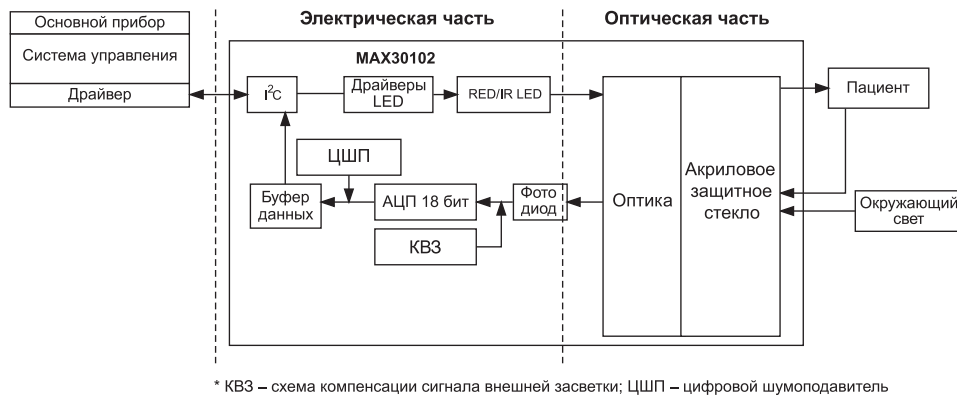 Электрическая часть
Оптическая часть
Основной прибор
Система управления
Драйвер
MAX30102
I²C
Драйверы
LED
RED/IR LED
Пациент
ЦШП
Буфер
данных
АЦП 18 бит
Фото
диод
КВЗ
Оптика
Акриловое
защитное
стекло
Окружающий
свет
* КВЗ – схема компенсации сигнала внешней засветки; ЦШП – цифровой шумоподавитель